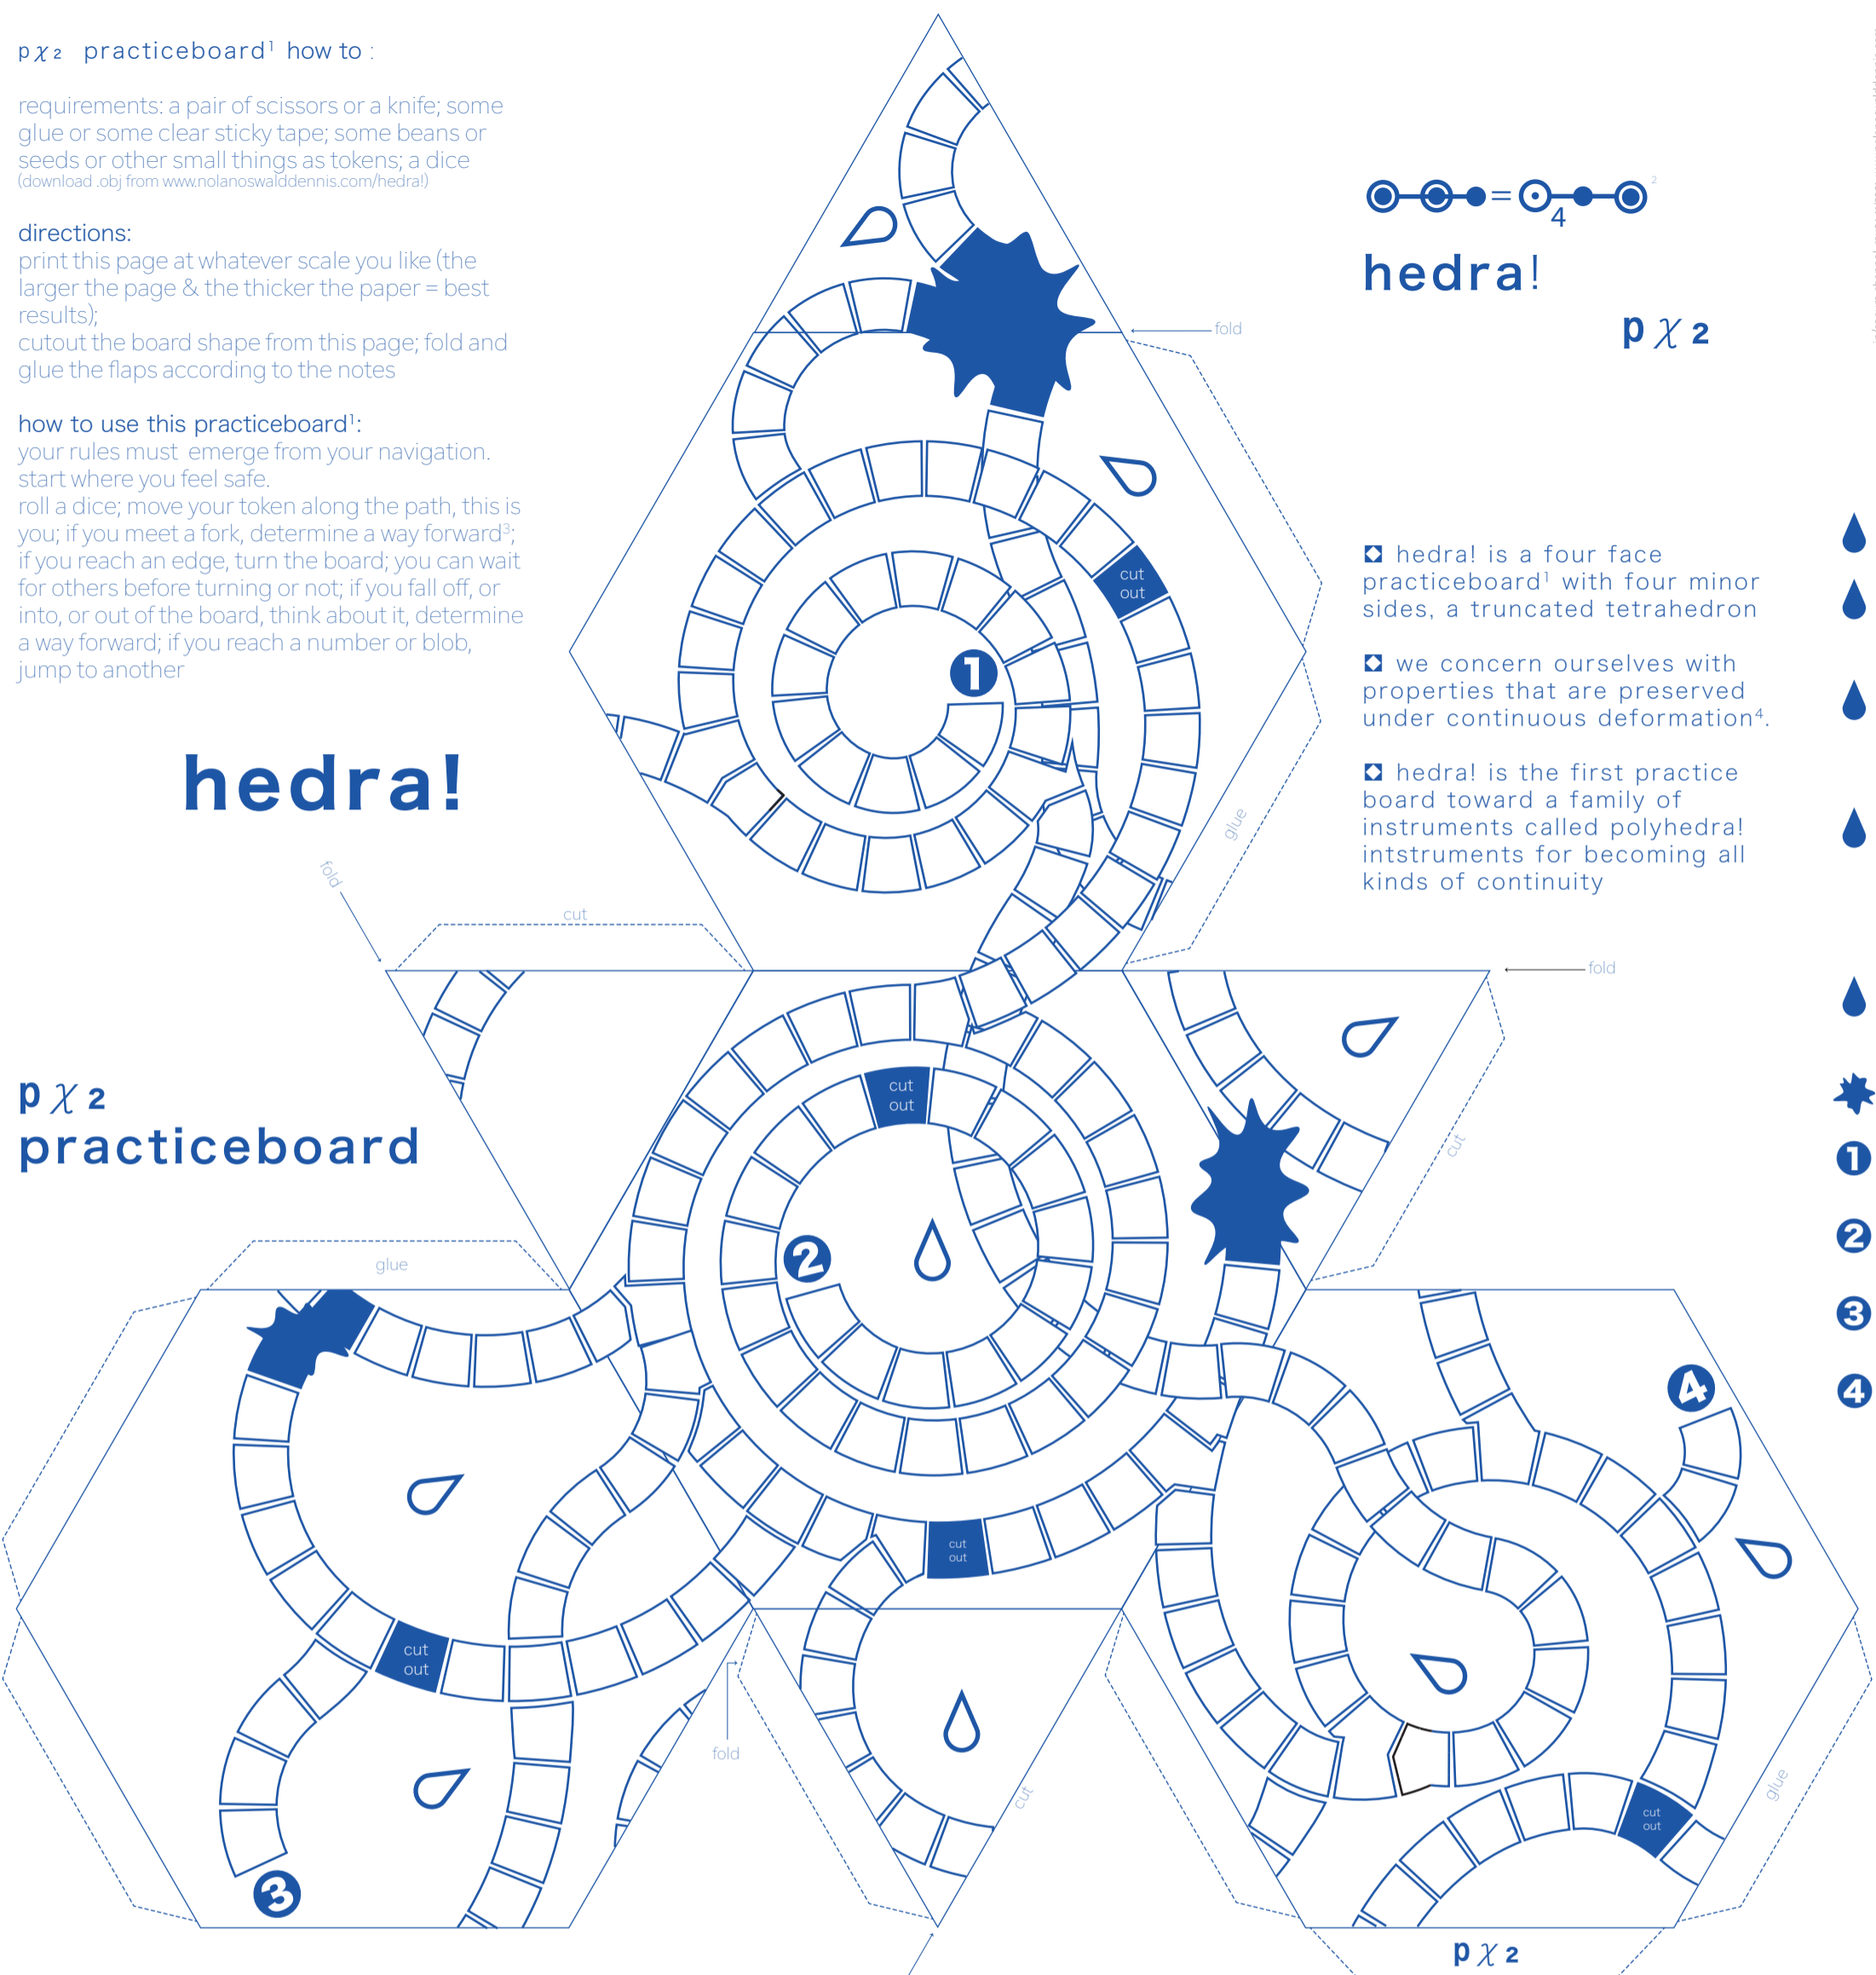 pχ2 practiceboard¹ how to :
requirements: a pair of scissors or a knife; some
glue or some clear sticky tape; some beans or
seeds or other small things as tokens; a dice
(download .obj from www.nolanoswalddennis.com/hedra!)
directions:
print this page at whatever scale you like (the
larger the page & the thicker the paper = best
results);
cutout the board shape from this page; fold and
glue the flaps according to the notes
how to use this practiceboard¹:
your rules must emerge from your navigation.
start where you feel safe.
roll a dice; move your token along the path, this is
you; if you meet a fork, determine a way forward³;
if you reach an edge, turn the board; you can wait
for others before turning or not; if you fall off, or
into, or out of the board, think about it, determine
a way forward; if you reach a number or blob,
jump to another
hedra!
pχ2
practiceboard
= 4 2
hedra!
pχ2
hedra! is a four face
practiceboard¹ with four minor
sides, a truncated tetrahedron
we concern ourselves with
properties that are preserved
under continuous deformation⁴.
hedra! is the first practice
board toward a family of
instruments called polyhedra!
intstruments for becoming all
kinds of continuity
fold
cut
out
1
glue
fold
cut
fold
cut
out
cut
2
glue
4
cut
out
cut
out
fold
cut
glue
cut
out
3
pχ2
1
2
3
4